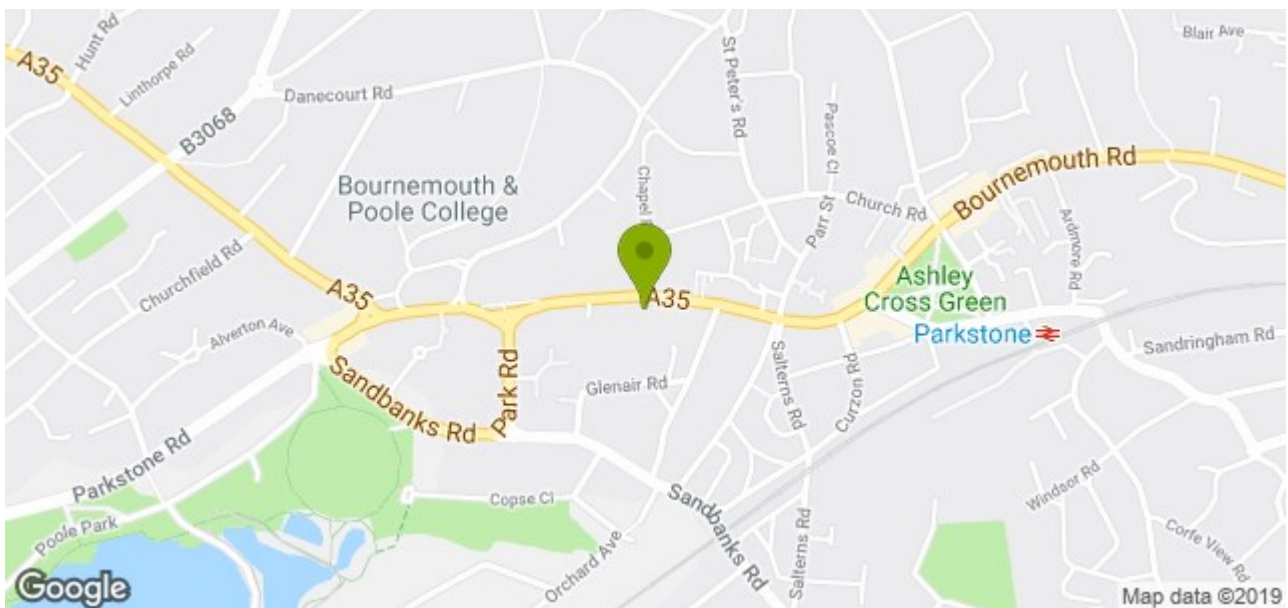 Hunt Rd
A35
Linthorpe Rd
B3068
Danecourt Rd
St Peter's Rd
Pascoe Cl
Blair Ave
Bournemouth &
Poole College
Chapel
Church Rd
Parr St
Bournemouth Rd
Ardmore Rd
Churchfield Rd
A35
A35
Ashley
Cross Green
Parkstone
Alverton Ave
Sandringham Rd
Sandbanks Rd
Park Rd
Glenair Rd
Salterns Rd
Curzon Rd
Parkstone Rd
Copse Cl
Sandbanks Rd
Windsor Rd
Poole Park
Orchard Ave
Salterns Rd
Corfe View Rd
Google
Map data ©2019